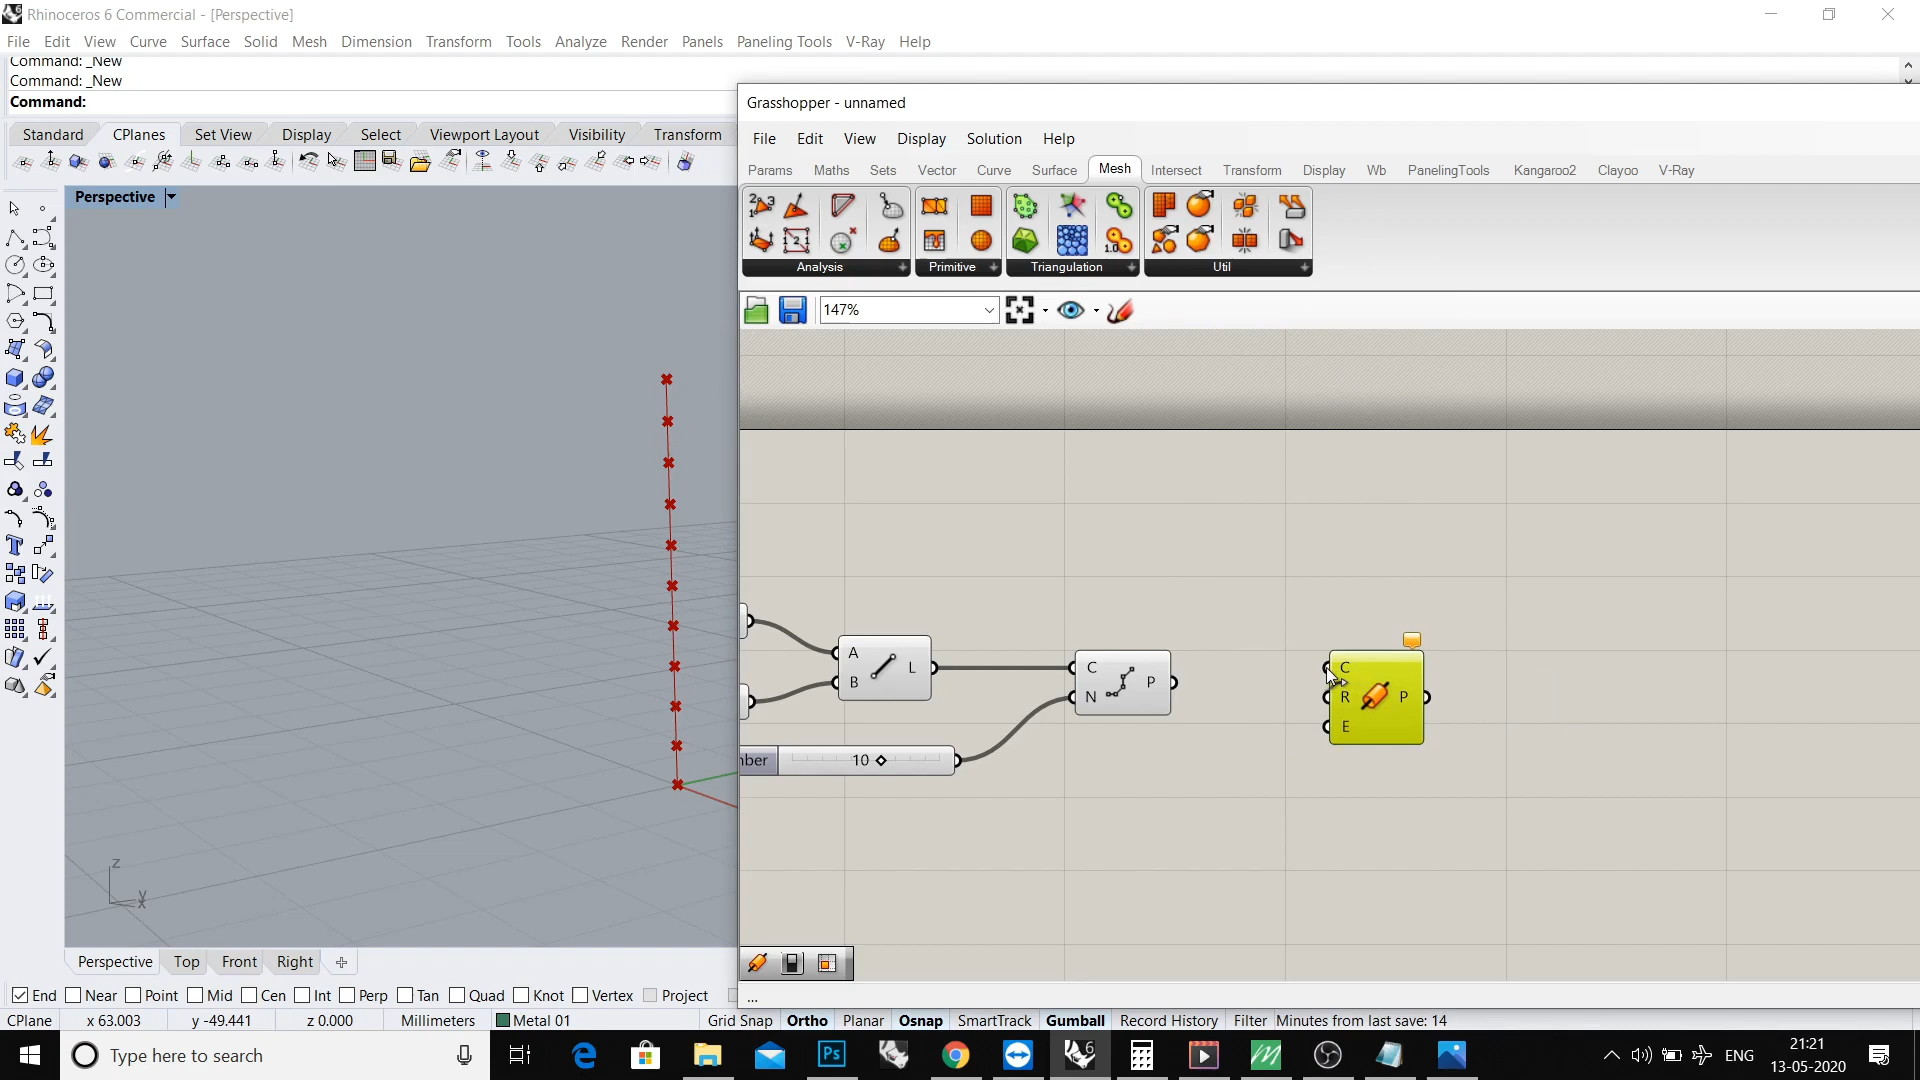 Rhinoceros 6 Commercial - [Perspective]
File Edit View Curve Surface Solid Mesh Dimension Transform Tools Analyze Render Panels Paneling Tools V-Ray Help
Command: _New
Command: _New
Command:
Standard CPlanes Set View Display Select Viewport Layout Visibility Transform
Perspective
Grasshopper - unnamed
File Edit View Display Solution Help
Params Maths Sets Vector Curve Surface Mesh Intersect Transform Display Wb PanelingTools Kangaroo2 Clayoo V-Ray
Analysis Primitive Triangulation Util
147%
A
B L
C
N P
C
R P
E
nber 10
z
y
x
Perspective Top Front Right
End Near Point Mid Cen Int Perp Tan Quad Knot Vertex Project
...
CPlane x 63.003 y -49.441 z 0.000 Millimeters Metal 01 Grid Snap Ortho Planar Osnap SmartTrack Gumball Record History Filter Minutes from last save: 14
Type here to search
Ps
6
ENG
21:21
13-05-2020